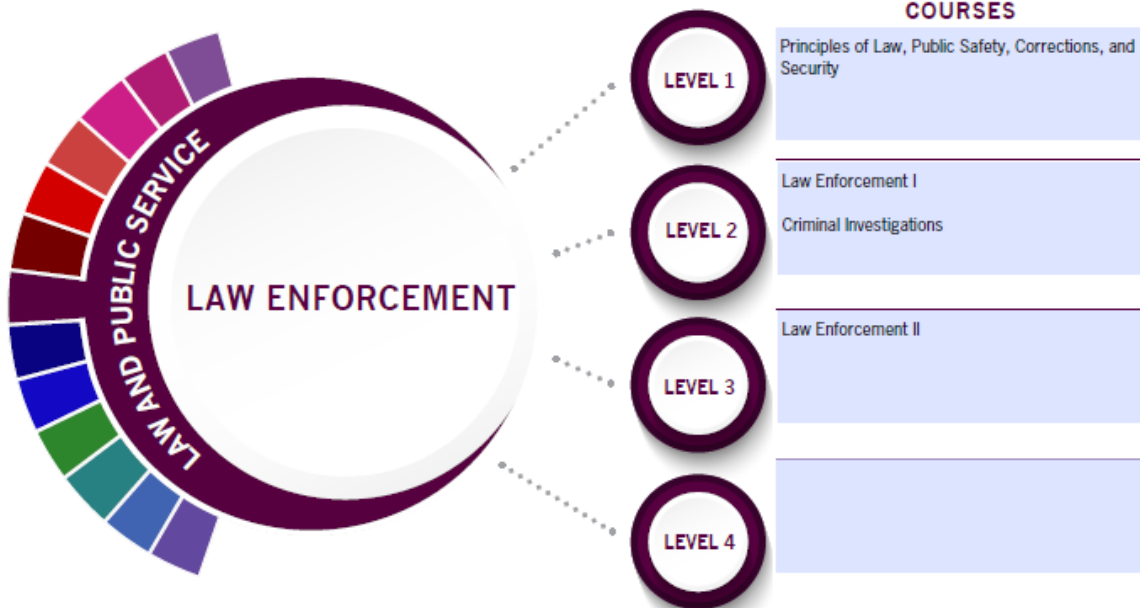 COURSES
LAW AND PUBLIC SERVICE
LAW ENFORCEMENT
LEVEL 1
Principles of Law, Public Safety, Corrections, and
Security
LEVEL 2
Law Enforcement I
Criminal Investigations
LEVEL 3
Law Enforcement II
LEVEL 4